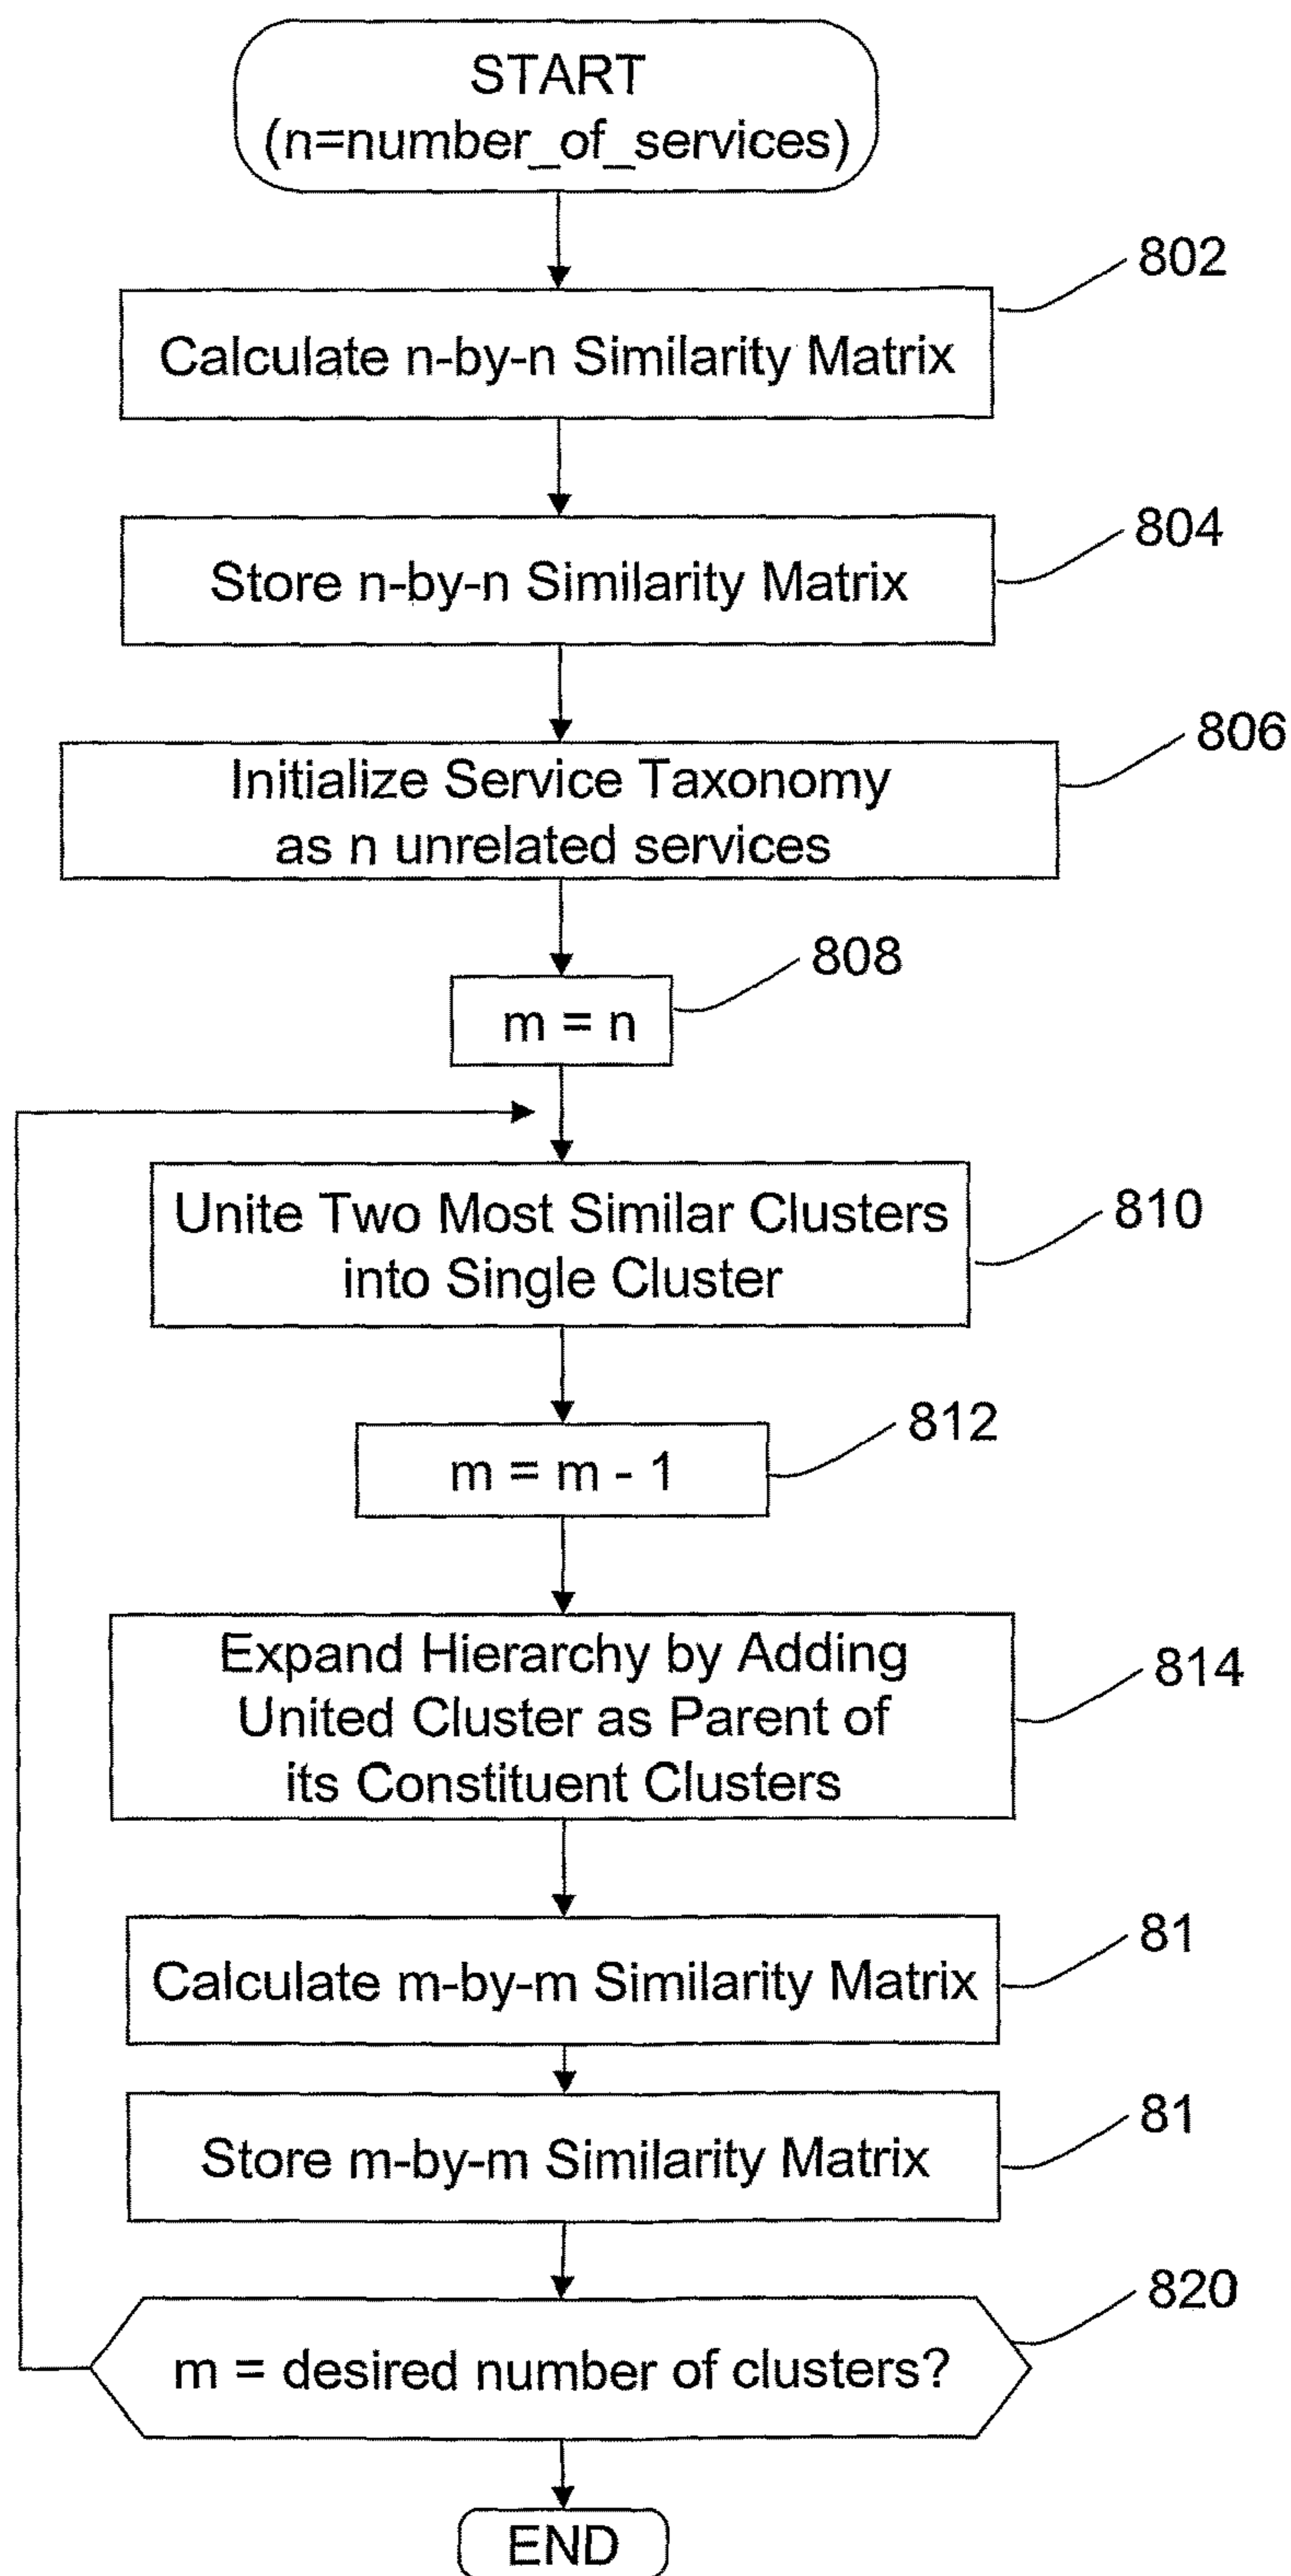 START
(n=number_of_services)
802
Calculate n-by-n Similarity Matrix
804
Store n-by-n Similarity Matrix
806
Initialize Service Taxonomy
as n unrelated services
808
m = n
810
Unite Two Most Similar Clusters
into Single Cluster
812
m = m - 1
814
Expand Hierarchy by Adding
United Cluster as Parent of
its Constituent Clusters
81
Calculate m-by-m Similarity Matrix
81
Store m-by-m Similarity Matrix
820
m = desired number of clusters?
END